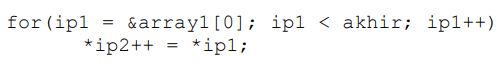 for(ip1 = &array1[0]; ip1 < akhir; ip1++)
*ip2++ = *ip1;